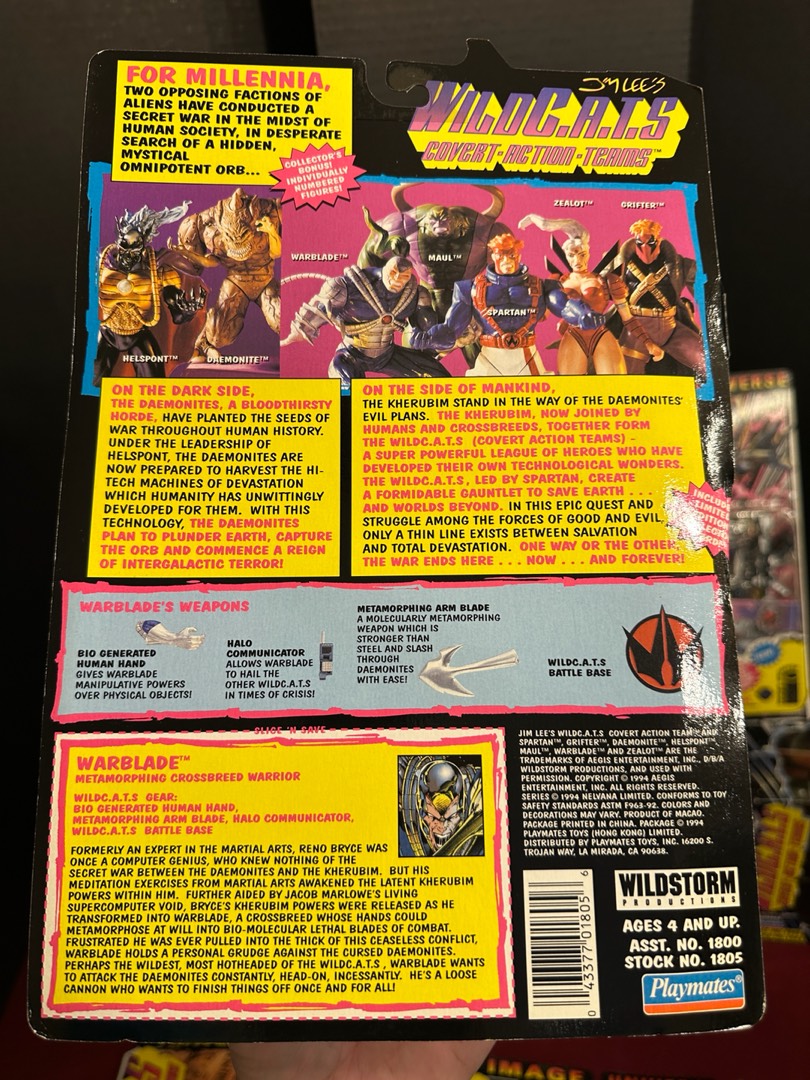 FOR MILLENNIA,
TWO OPPOSING FACTIONS OF
ALIENS HAVE CONDUCTED A
SECRET WAR IN THE MIDST OF
HUMAN SOCIETY, IN DESPERATE
SEARCH OF A HIDDEN,
MYSTICAL
OMNIPOTENT ORB...
COLLECTOR'S
BONUS!
INDIVIDUALLY
NUMBERED
FIGURES!
JIM LEE'S
WILDC.A.T.S
COVERT-ACTION-TEAMS™
HELSPONT™
DAEMONITE™
WARBLADE™
MAUL™
SPARTAN™
ZEALOT™
GRIFTER™
ON THE DARK SIDE,
THE DAEMONITES, A BLOODTHIRSTY
HORDE, HAVE PLANTED THE SEEDS OF
WAR THROUGHOUT HUMAN HISTORY.
UNDER THE LEADERSHIP OF
HELSPONT, THE DAEMONITES ARE
NOW PREPARED TO HARVEST THE HI-
TECH MACHINES OF DEVASTATION
WHICH HUMANITY HAS UNWITTINGLY
DEVELOPED FOR THEM. WITH THIS
TECHNOLOGY, THE DAEMONITES
PLAN TO PLUNDER EARTH, CAPTURE
THE ORB AND COMMENCE A REIGN
OF INTERGALACTIC TERROR!
ON THE SIDE OF MANKIND,
THE KHERUBIM STAND IN THE WAY OF THE DAEMONITES'
EVIL PLANS. THE KHERUBIM, NOW JOINED BY
HUMANS AND CROSSBREEDS, TOGETHER FORM
THE WILDC.A.T.S (COVERT ACTION TEAMS) –
A SUPER POWERFUL LEAGUE OF HEROES WHO HAVE
DEVELOPED THEIR OWN TECHNOLOGICAL WONDERS.
THE WILDC.A.T.S, LED BY SPARTAN, CREATE
A FORMIDABLE GAUNTLET TO SAVE EARTH . . .
AND WORLDS BEYOND. IN THIS EPIC QUEST AND
STRUGGLE AMONG THE FORCES OF GOOD AND EVIL,
ONLY A THIN LINE EXISTS BETWEEN SALVATION
AND TOTAL DEVASTATION. ONE WAY OR THE OTHER,
THE WAR ENDS HERE . . . NOW . . . AND FOREVER!
WARBLADE'S WEAPONS
BIO GENERATED
HUMAN HAND
GIVES WARBLADE
MANIPULATIVE POWERS
OVER PHYSICAL OBJECTS!
HALO
COMMUNICATOR
ALLOWS WARBLADE
TO HAIL THE
OTHER WILDC.A.T.S
IN TIMES OF CRISIS!
METAMORPHING ARM BLADE
A MOLECULARLY METAMORPHING
WEAPON WHICH IS
STRONGER THAN
STEEL AND SLASH
THROUGH
DAEMONITES
WITH EASE!
WILDC.A.T.S
BATTLE BASE
SLICE 'N SAVE
WARBLADE™
METAMORPHING CROSSBREED WARRIOR
WILDC.A.T.S GEAR:
BIO GENERATED HUMAN HAND,
METAMORPHING ARM BLADE, HALO COMMUNICATOR,
WILDC.A.T.S BATTLE BASE
FORMERLY AN EXPERT IN THE MARTIAL ARTS, RENO BRYCE WAS
ONCE A COMPUTER GENIUS, WHO KNEW NOTHING OF THE
SECRET WAR BETWEEN THE DAEMONITES AND THE KHERUBIM. BUT HIS
MEDITATION EXERCISES FROM MARTIAL ARTS AWAKENED THE LATENT KHERUBIM
POWERS WITHIN HIM. FURTHER AIDED BY JACOB MARLOWE'S LIVING
SUPERCOMPUTER VOID, BRYCE'S KHERUBIM POWERS WERE RELEASED AS HE
TRANSFORMED INTO WARBLADE, A CROSSBREED WHOSE HANDS COULD
METAMORPHOSE AT WILL INTO BIO-MOLECULAR LETHAL BLADES OF COMBAT.
FRUSTRATED HE WAS EVER PULLED INTO THE THICK OF THIS CEASELESS CONFLICT,
WARBLADE HOLDS A PERSONAL GRUDGE AGAINST THE CURSED DAEMONITES.
PERHAPS THE WILDEST, MOST HOTHEADED OF THE WILDC.A.T.S, WARBLADE WANTS
TO ATTACK THE DAEMONITES CONSTANTLY, HEAD-ON, INCESSANTLY. HE'S A LOOSE
CANNON WHO WANTS TO FINISH THINGS OFF ONCE AND FOR ALL!
JIM LEE'S WILDC.A.T.S COVERT ACTION TEAM AND
SPARTAN™, GRIFTER™, DAEMONITE™, HELSPONT™
MAUL™, WARBLADE™ AND ZEALOT™ ARE THE
TRADEMARKS OF AEGIS ENTERTAINMENT, INC., D/B/A
WILDSTORM PRODUCTIONS, AND USED WITH
PERMISSION. COPYRIGHT © 1994 AEGIS
ENTERTAINMENT, INC. ALL RIGHTS RESERVED.
SERIES © 1994 NELVANA LIMITED. CONFORMS TO TOY
SAFETY STANDARDS ASTM F963-92. COLORS AND
DECORATIONS MAY VARY. PRODUCT OF MACAO.
PACKAGE PRINTED IN CHINA. PACKAGE © 1994
PLAYMATES TOYS (HONG KONG) LIMITED.
DISTRIBUTED BY PLAYMATES TOYS, INC. 16200 S.
TROJAN WAY, LA MIRADA, CA 90638.
0 43377 01805 6
WILDSTORM
PRODUCTIONS
AGES 4 AND UP.
ASST. NO. 1800
STOCK NO. 1805
Playmates®
IMAGE